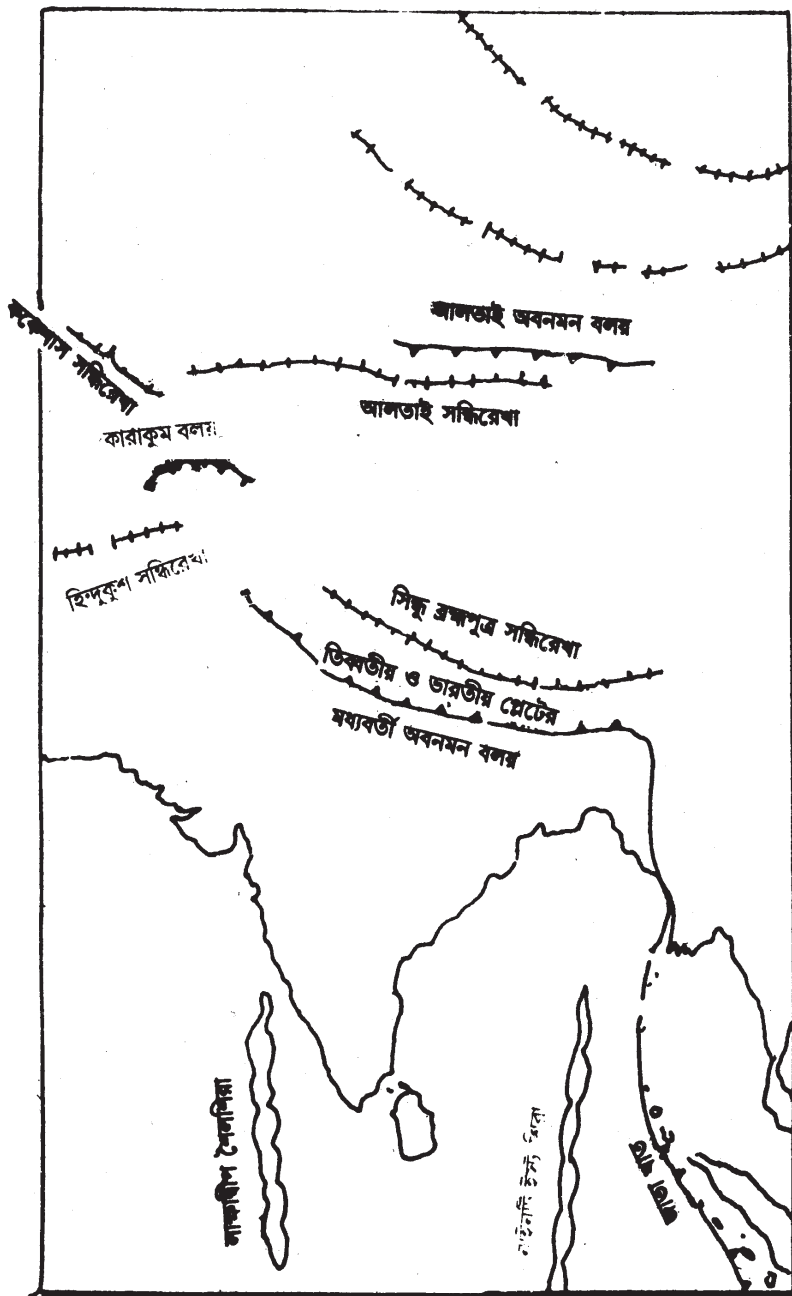 আলতাই অবনমন বলয়
ককেশাস সন্ধিরেখা
আলতাই সন্ধিরেখা
কারাকুম বলয়
হিন্দুকুশ সন্ধিরেখা
সিন্ধু ব্রহ্মপুত্র সন্ধিরেখা
তিব্বতীয় ও ভারতীয় প্লেটের
মধ্যবর্তী অবনমন বলয়
লাক্ষাদ্বীপ শৈলশিরা